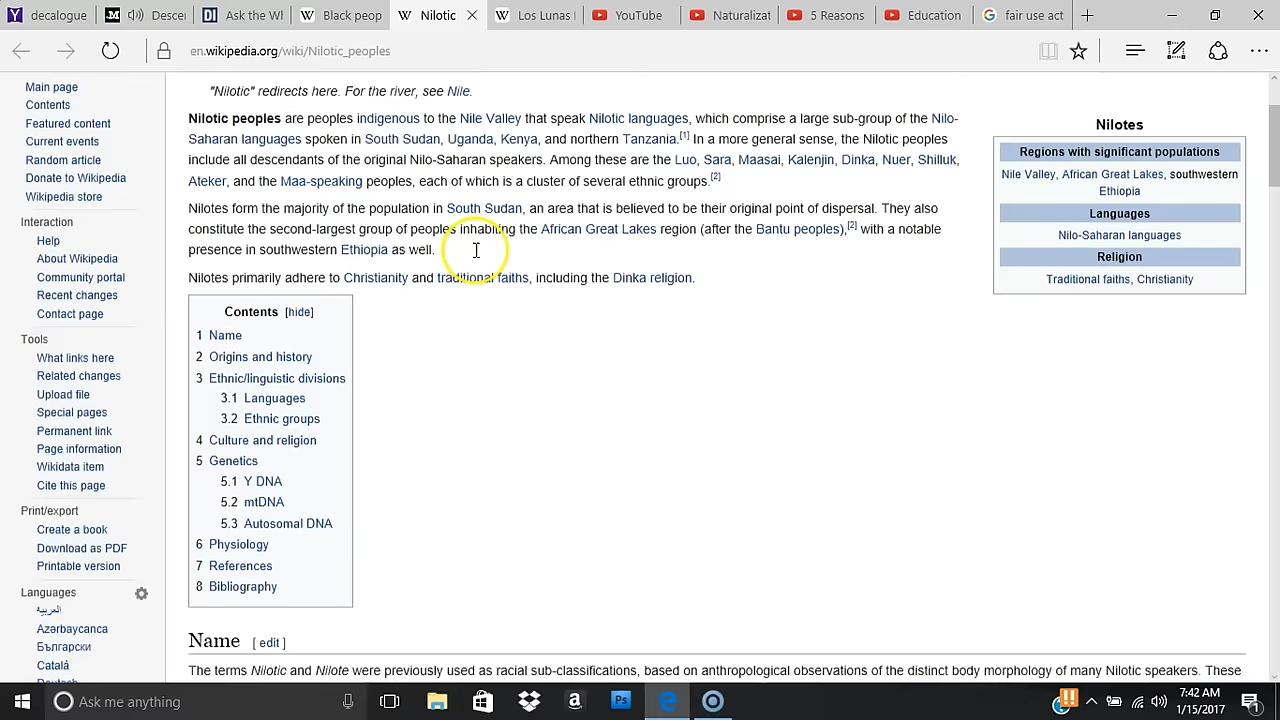 decalogue
Descen
Ask the Wi
Black peop
Nilotic
Los Lunas
YouTube
Naturalizat
5 Reasons
Education
fair use act
en.wikipedia.org/wiki/Nilotic_peoples
Main page
Contents
Featured content
Current events
Random article
Donate to Wikipedia
Wikipedia store
Interaction
Help
About Wikipedia
Community portal
Recent changes
Contact page
Tools
What links here
Related changes
Upload file
Special pages
Permanent link
Page information
Wikidata item
Cite this page
Print/export
Create a book
Download as PDF
Printable version
Languages
العربية
Azərbaycanca
Български
Català
"Nilotic" redirects here. For the river, see Nile.
Nilotic peoples are peoples indigenous to the Nile Valley that speak Nilotic languages, which comprise a large sub-group of the Nilo-
Saharan languages spoken in South Sudan, Uganda, Kenya, and northern Tanzania.[1] In a more general sense, the Nilotic peoples
include all descendants of the original Nilo-Saharan speakers. Among these are the Luo, Sara, Maasai, Kalenjin, Dinka, Nuer, Shilluk,
Ateker, and the Maa-speaking peoples, each of which is a cluster of several ethnic groups.[2]
Nilotes form the majority of the population in South Sudan, an area that is believed to be their original point of dispersal. They also
constitute the second-largest group of peoples inhabiting the African Great Lakes region (after the Bantu peoples),[2] with a notable
presence in southwestern Ethiopia as well.
Nilotes primarily adhere to Christianity and traditional faiths, including the Dinka religion.
Contents [hide]
1 Name
2 Origins and history
3 Ethnic/linguistic divisions
3.1 Languages
3.2 Ethnic groups
4 Culture and religion
5 Genetics
5.1 Y DNA
5.2 mtDNA
5.3 Autosomal DNA
6 Physiology
7 References
8 Bibliography
Name [ edit ]
The terms Nilotic and Nilote were previously used as racial sub-classifications, based on anthropological observations of the distinct body morphology of many Nilotic speakers. These
Nilotes
Regions with significant populations
Nile Valley, African Great Lakes, southwestern
Ethiopia
Languages
Nilo-Saharan languages
Religion
Traditional faiths, Christianity
Ask me anything
7:42 AM
1/15/2017